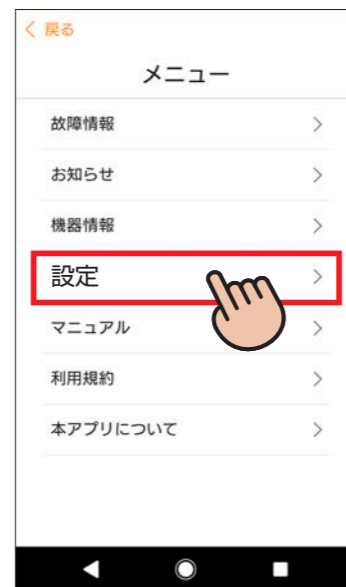 戻る
メニュー
故障情報
お知らせ
機器情報
設定
マニュアル
利用規約
本アプリについて